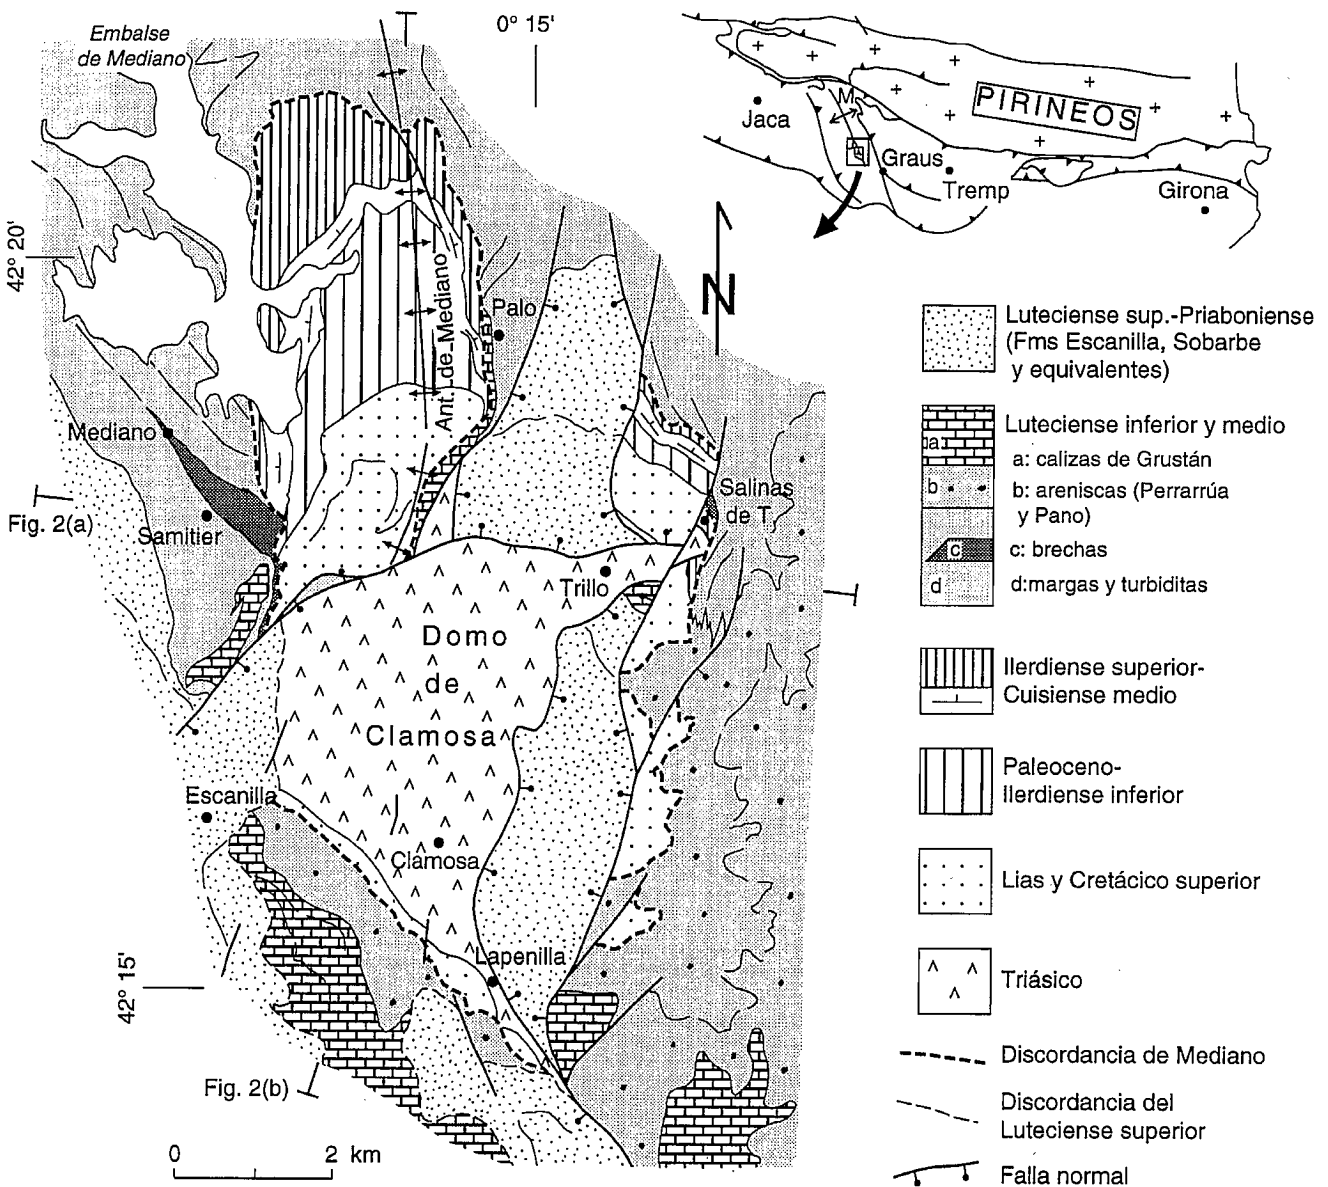 Embalse
de Mediano
0° 15'
PIRINEOS
Jaca
M
Graus
Tremp
Girona
42° 20'
N
Palo
Ant. de Mediano
Mediano
Fig. 2(a)
Samitier
Salinas
de T.
Trillo
Domo
de
Clamosa
Escanilla
Clamosa
Lapenilla
42° 15'
Fig. 2(b)
0 2 km
Luteciense sup.-Priaboniense
(Fms Escanilla, Sobarbe
y equivalentes)
a
Luteciense inferior y medio
a: calizas de Grustán
b
b: areniscas (Perrarrúa
y Pano)
c
c: brechas
d
d:margas y turbiditas
Ilerdiense superior-
Cuisiense medio
Paleoceno-
Ilerdiense inferior
Lias y Cretácico superior
Triásico
Discordancia de Mediano
Discordancia del
Luteciense superior
Falla normal